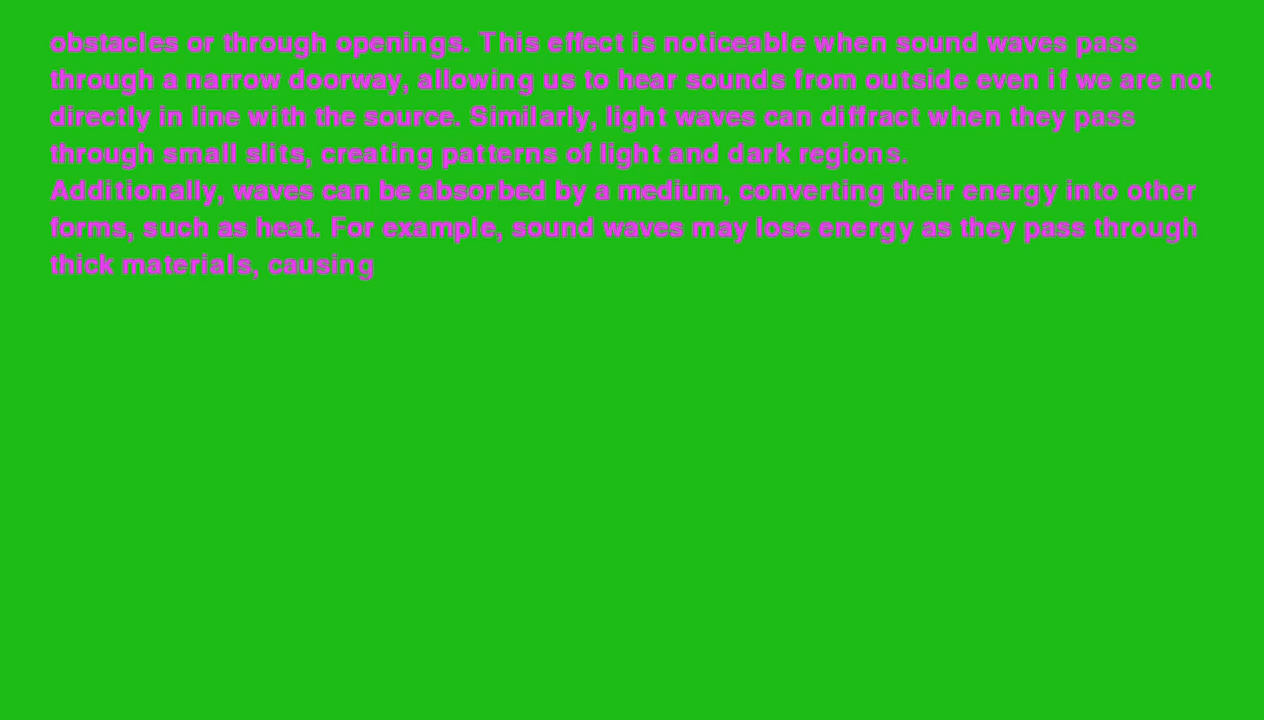 obstacles or through openings. This effect is noticeable when sound waves pass
through a narrow doorway, allowing us to hear sounds from outside even if we are not
directly in line with the source. Similarly, light waves can diffract when they pass
through small slits, creating patterns of light and dark regions.
Additionally, waves can be absorbed by a medium, converting their energy into other
forms, such as heat. For example, sound waves may lose energy as they pass through
thick materials, causing